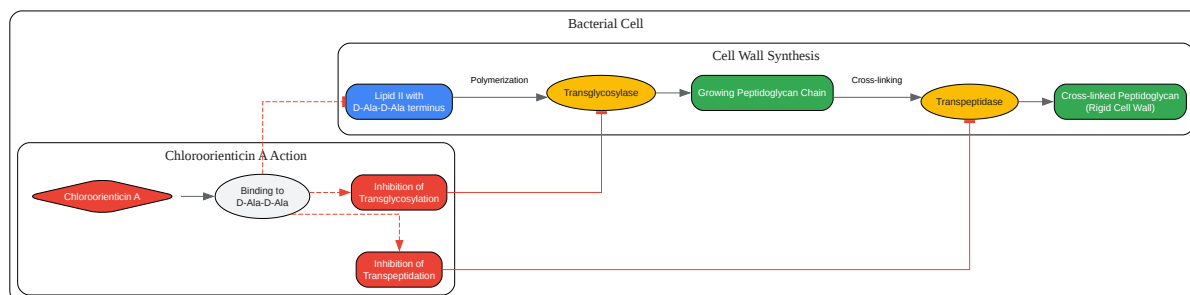 Bacterial Cell
Cell Wall Synthesis
Lipid II with
D-Ala-D-Ala terminus
Polymerization
Transglycosylase
Growing Peptidoglycan Chain
Cross-linking
Transpeptidase
Cross-linked Peptidoglycan
(Rigid Cell Wall)
Chloroorienticin A Action
Chloroorienticin A
Binding to
D-Ala-D-Ala
Inhibition of
Transglycosylation
Inhibition of
Transpeptidation